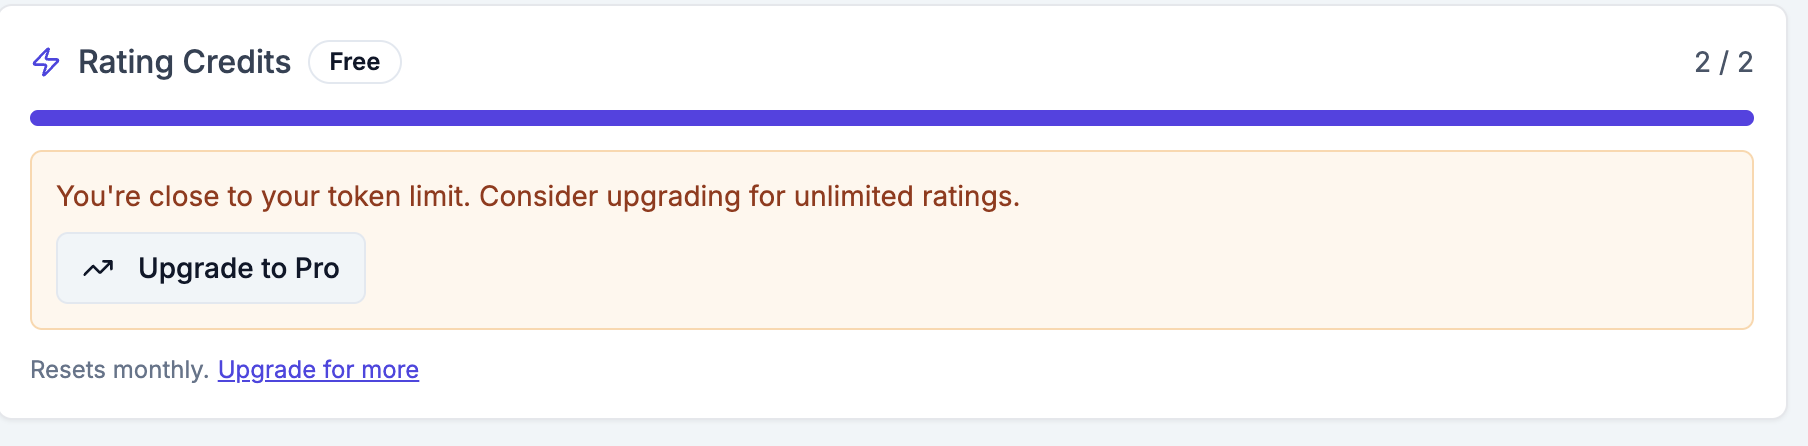 Rating Credits Free 2 / 2
You're close to your token limit. Consider upgrading for unlimited ratings.
Upgrade to Pro
Resets monthly. Upgrade for more